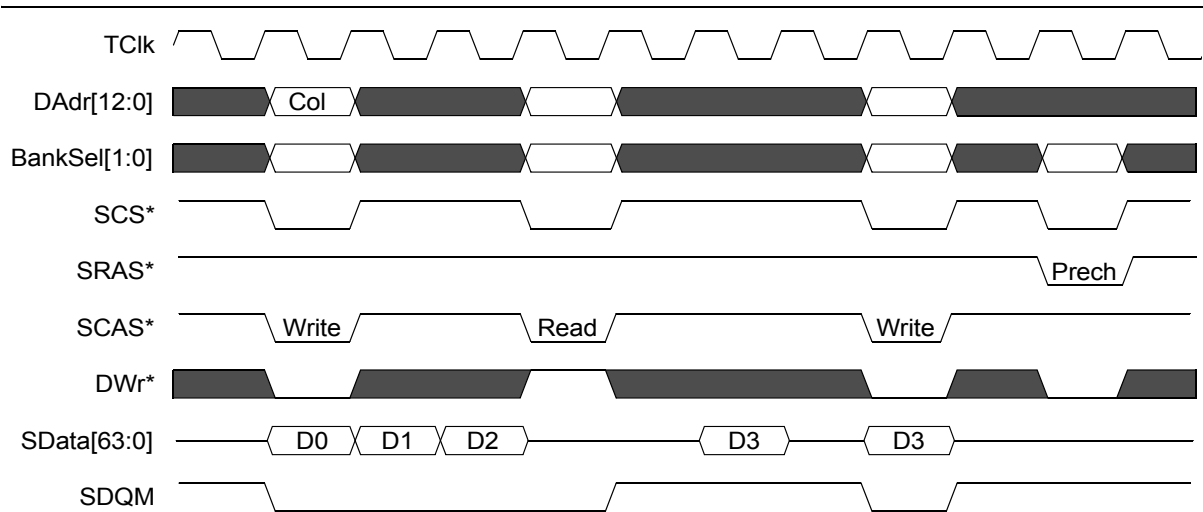 TClk
DAdr[12:0] Col
BankSel[1:0]
SCS*
SRAS* Prech
SCAS* Write Read Write
DWr*
SData[63:0] D0 D1 D2 D3 D3
SDQM